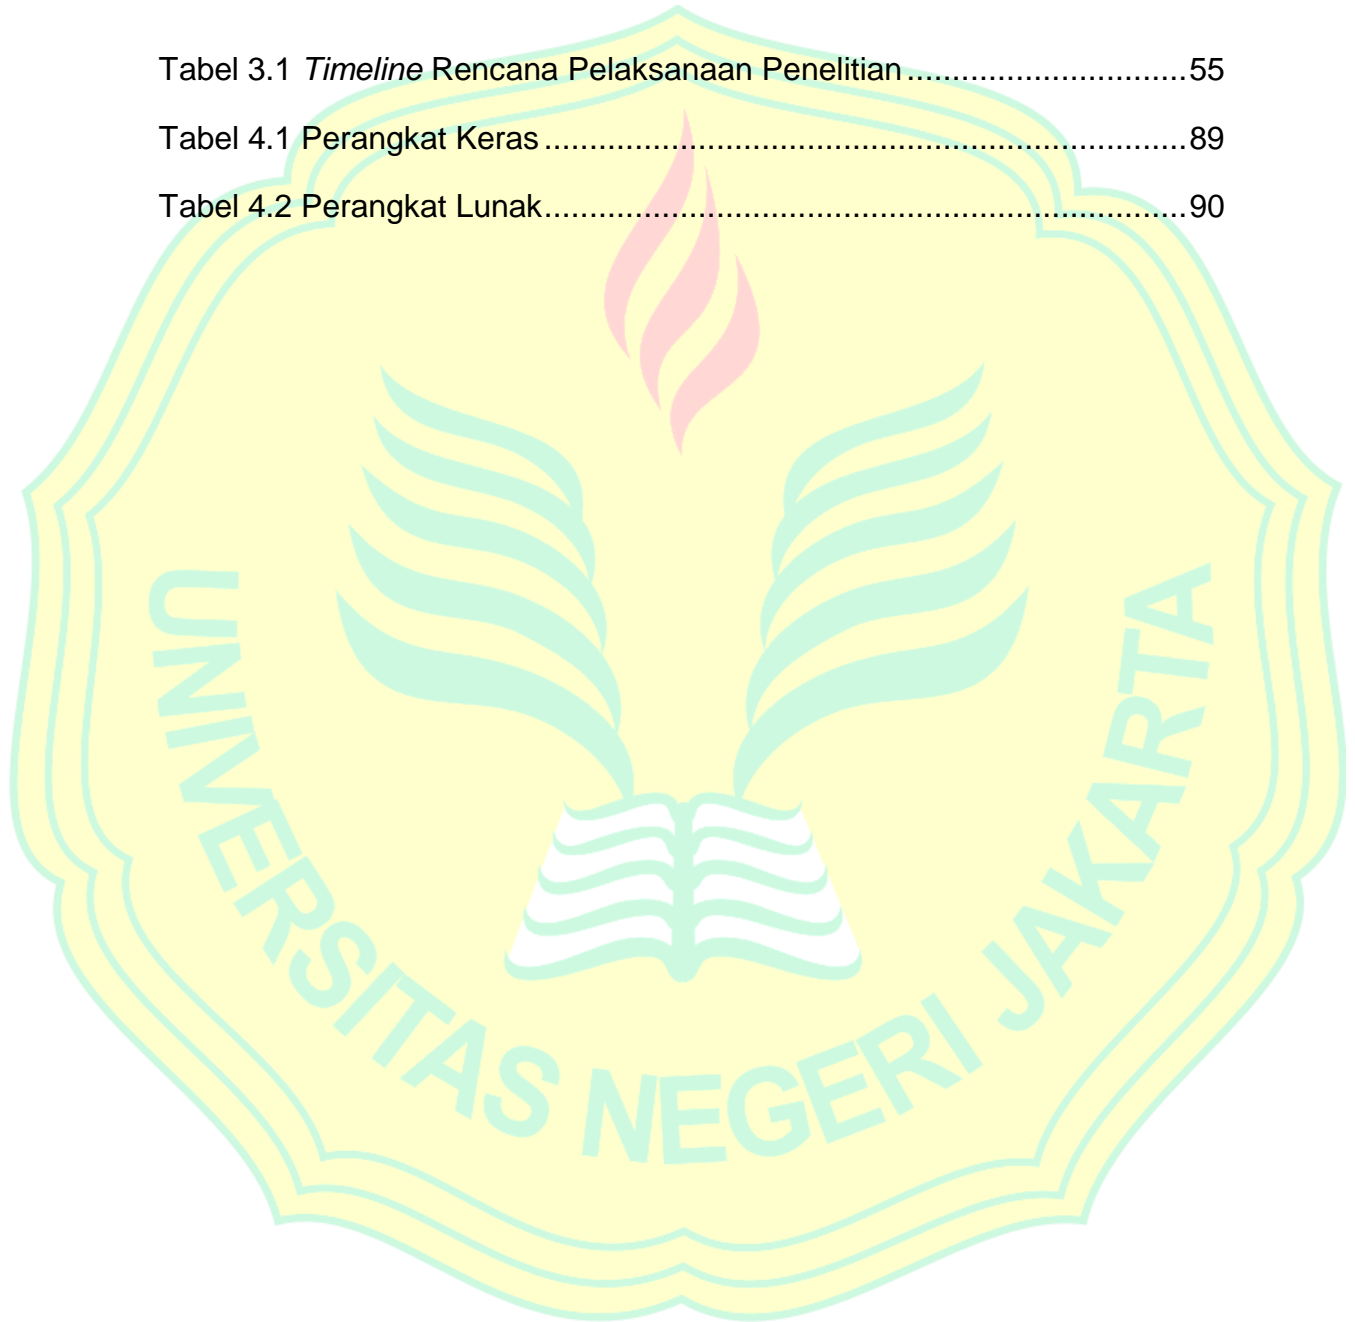 Tabel 3.1 Timeline Rencana Pelaksanaan Penelitian...............................55
Tabel 4.1 Perangkat Keras.......................................................................89
Tabel 4.2 Perangkat Lunak.......................................................................90
UNIVERSITAS NEGERI JAKARTA